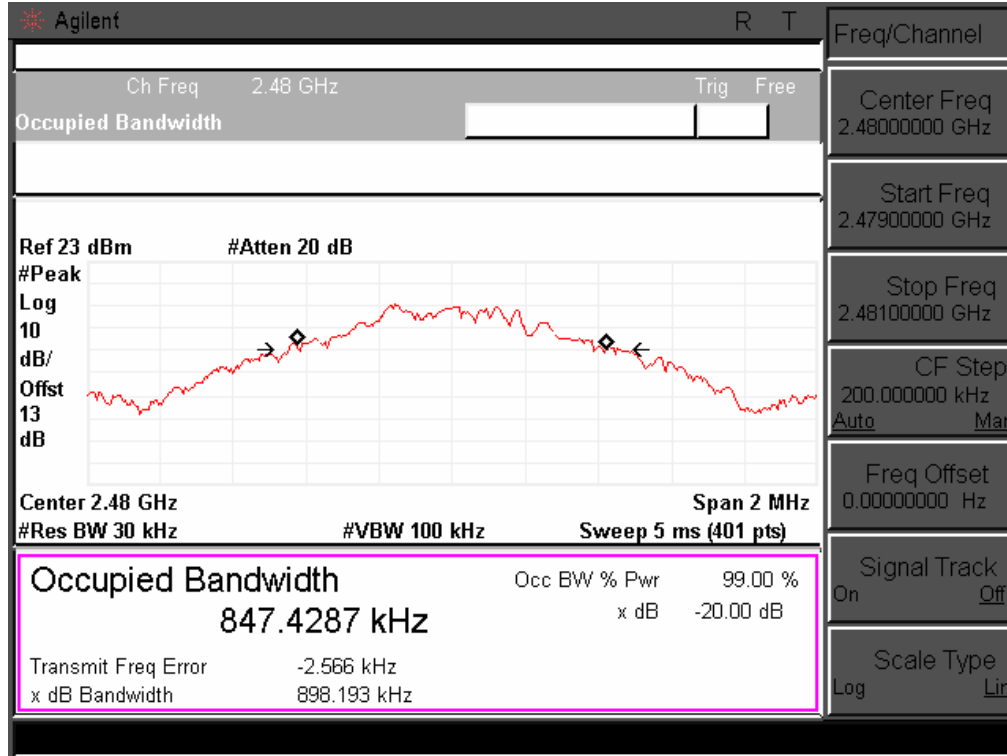 Agilent R T
Freq/Channel
Ch Freq 2.48 GHz Trig Free
Occupied Bandwidth
Center Freq
2.48000000 GHz
Start Freq
2.47900000 GHz
Stop Freq
2.48100000 GHz
CF Step
200.000000 kHz
Auto Man
Freq Offset
0.00000000 Hz
Signal Track
On Off
Scale Type
Log Lin
Ref 23 dBm #Atten 20 dB
#Peak
Log
10
dB/
Offst
13
dB
Center 2.48 GHz Span 2 MHz
#Res BW 30 kHz #VBW 100 kHz Sweep 5 ms (401 pts)
Occupied Bandwidth
847.4287 kHz
Occ BW % Pwr 99.00 %
x dB -20.00 dB
Transmit Freq Error -2.566 kHz
x dB Bandwidth 898.193 kHz